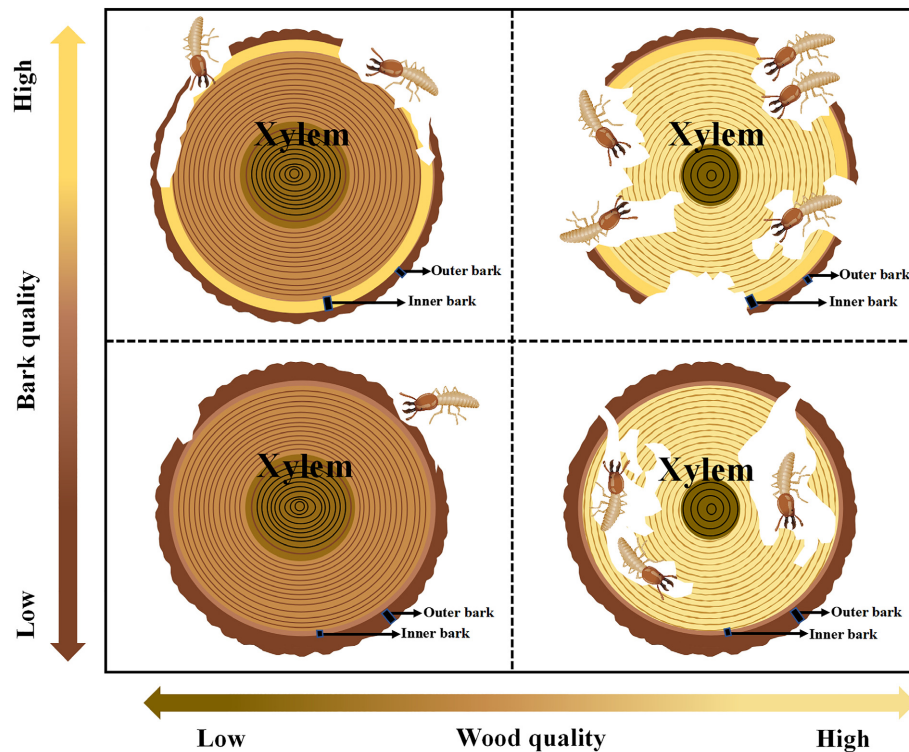 High
Bark quality
Low
Xylem
Outer bark
Inner bark
Xylem
Outer bark
Inner bark
Xylem
Outer bark
Inner bark
Xylem
Outer bark
Inner bark
Low
Wood quality
High